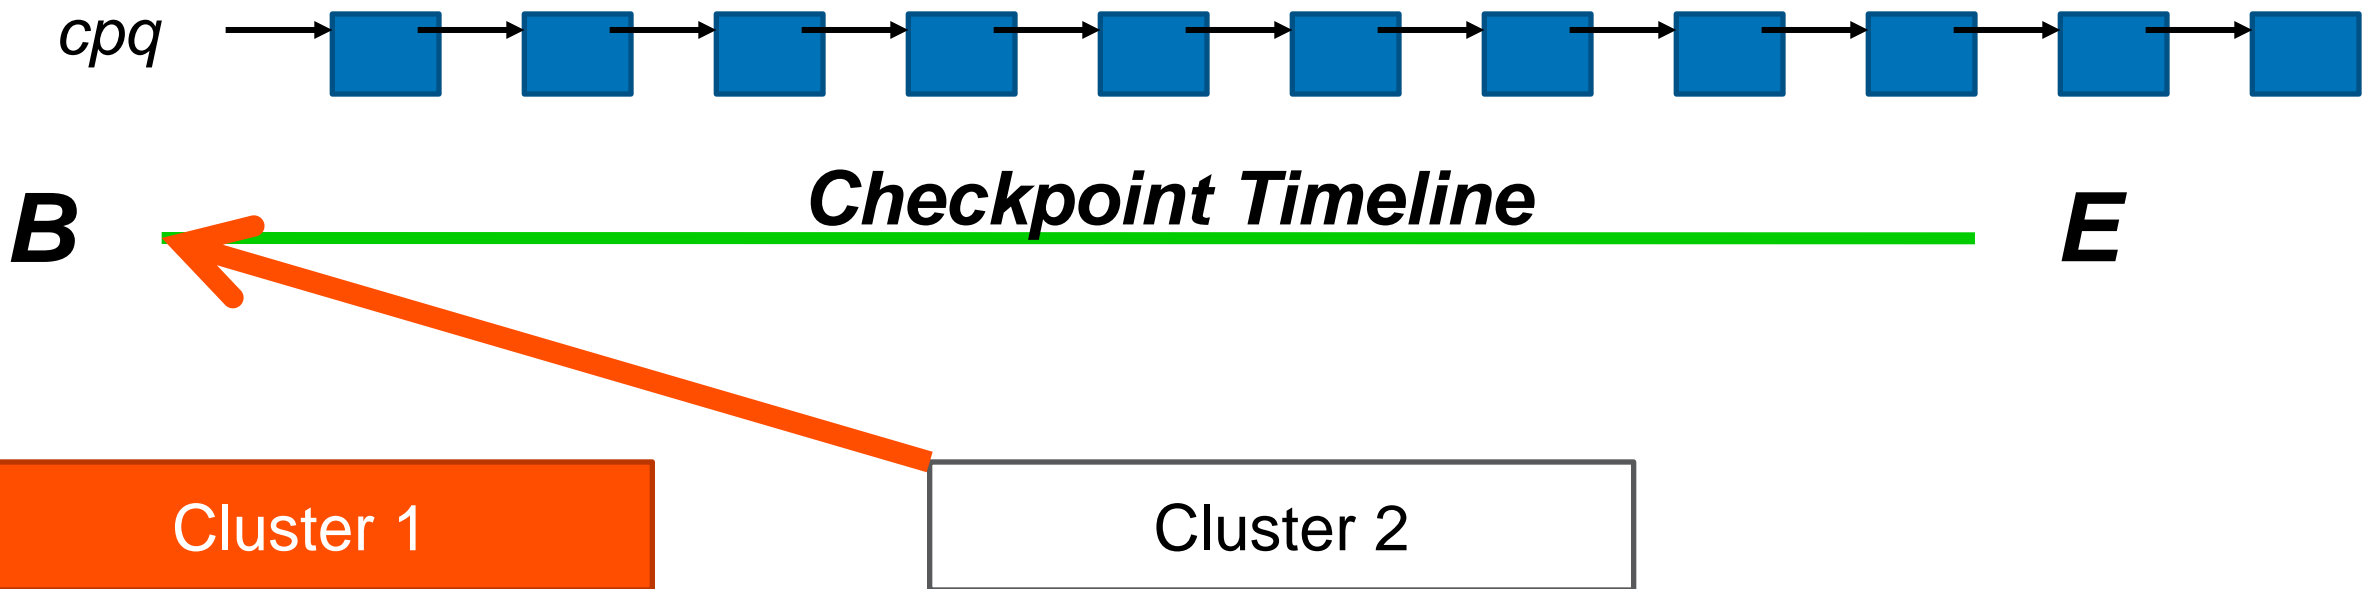 cpq
Checkpoint Timeline
B
E
Cluster 1
Cluster 2